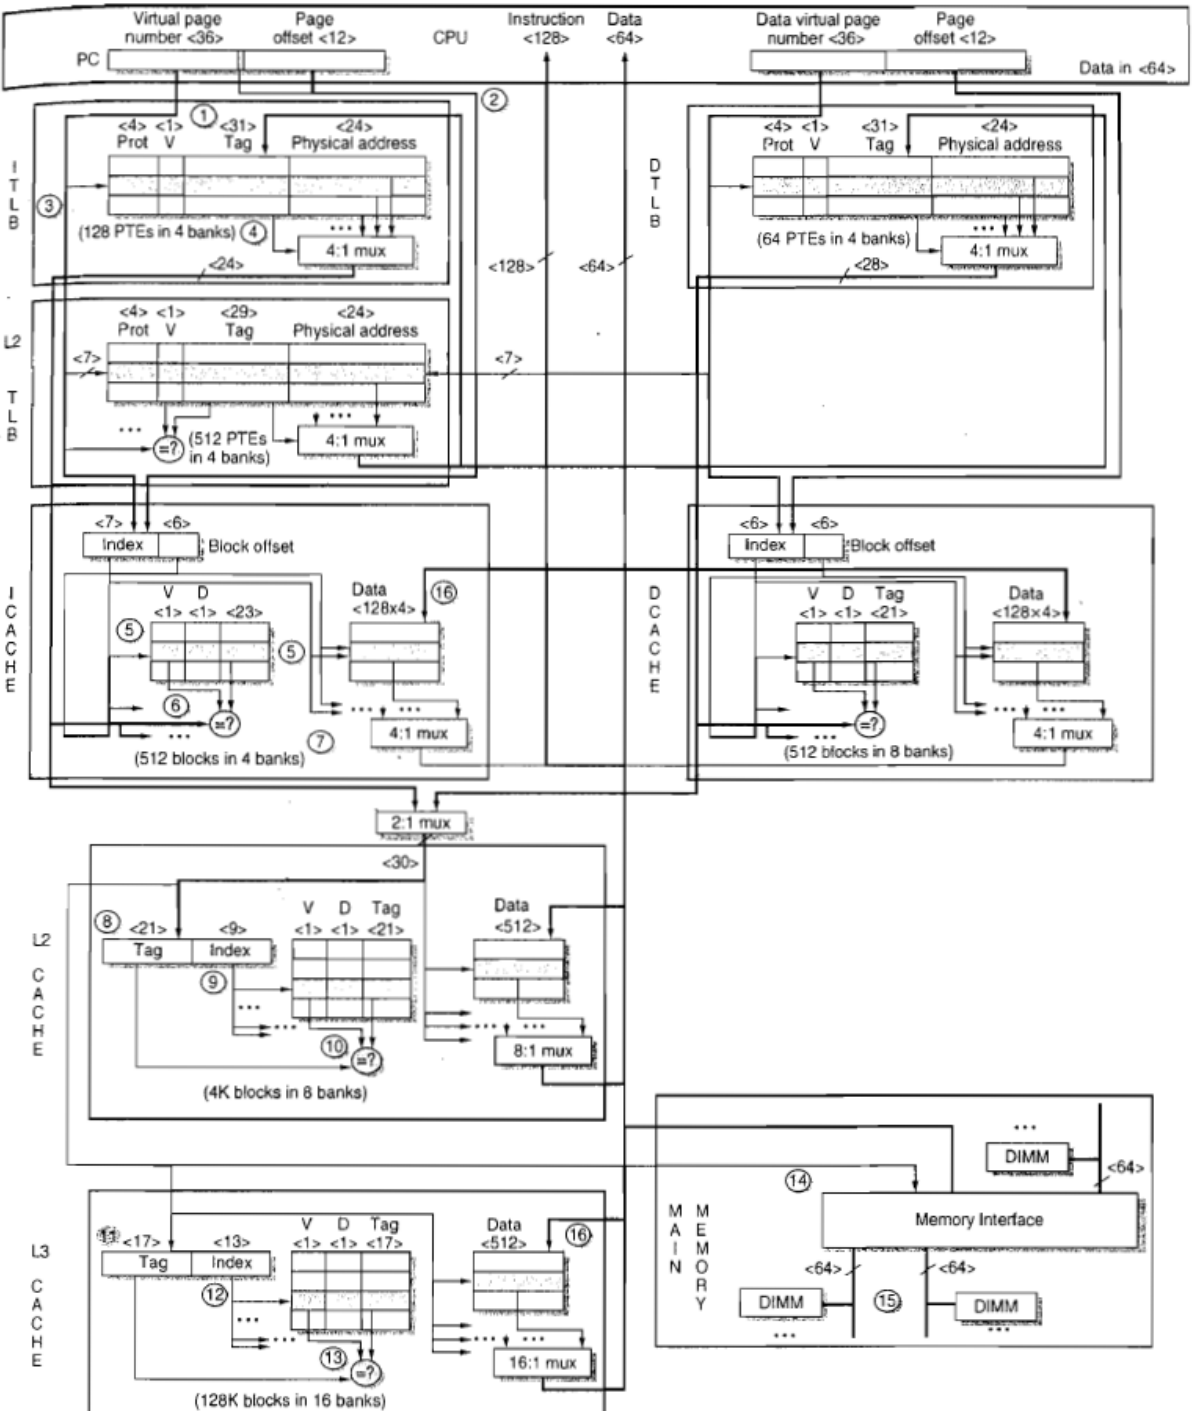 Virtual page number <36>
Page offset <12>
CPU
Instruction <128>
Data <64>
Data virtual page number <36>
Page offset <12>
PC
Data in <64>
1
2
I T L B
<4> <1> <31> <24>
Prot V Tag Physical address
3
(128 PTEs in 4 banks) 4
4:1 mux
<24>
<128>
<64>
D T L B
<4> <1> <31> <24>
Prot V Tag Physical address
(64 PTEs in 4 banks)
4:1 mux
<28>
L2 T L B
<4> <1> <29> <24>
Prot V Tag Physical address
<7>
<7>
...
=?
(512 PTEs in 4 banks)
4:1 mux
I C A C H E
<7> <6>
Index Block offset
V D
<1> <1> <23>
5
5
Data
<128x4>
16
6
=?
7
4:1 mux
(512 blocks in 4 banks)
D C A C H E
<6> <6>
Index Block offset
V D Tag
<1> <1> <21>
Data
<128×4>
=?
4:1 mux
(512 blocks in 8 banks)
2:1 mux
<30>
L2 C A C H E
8
<21> <9>
Tag Index
V D Tag
<1> <1> <21>
Data
<512>
9
10
=?
8:1 mux
(4K blocks in 8 banks)
L3 C A C H E
11
<17> <13>
Tag Index
V D Tag
<1> <1> <17>
Data
<512>
16
12
13
=?
16:1 mux
(128K blocks in 16 banks)
M A I N M E M O R Y
14
DIMM
<64>
Memory Interface
<64> <64>
DIMM
15
DIMM